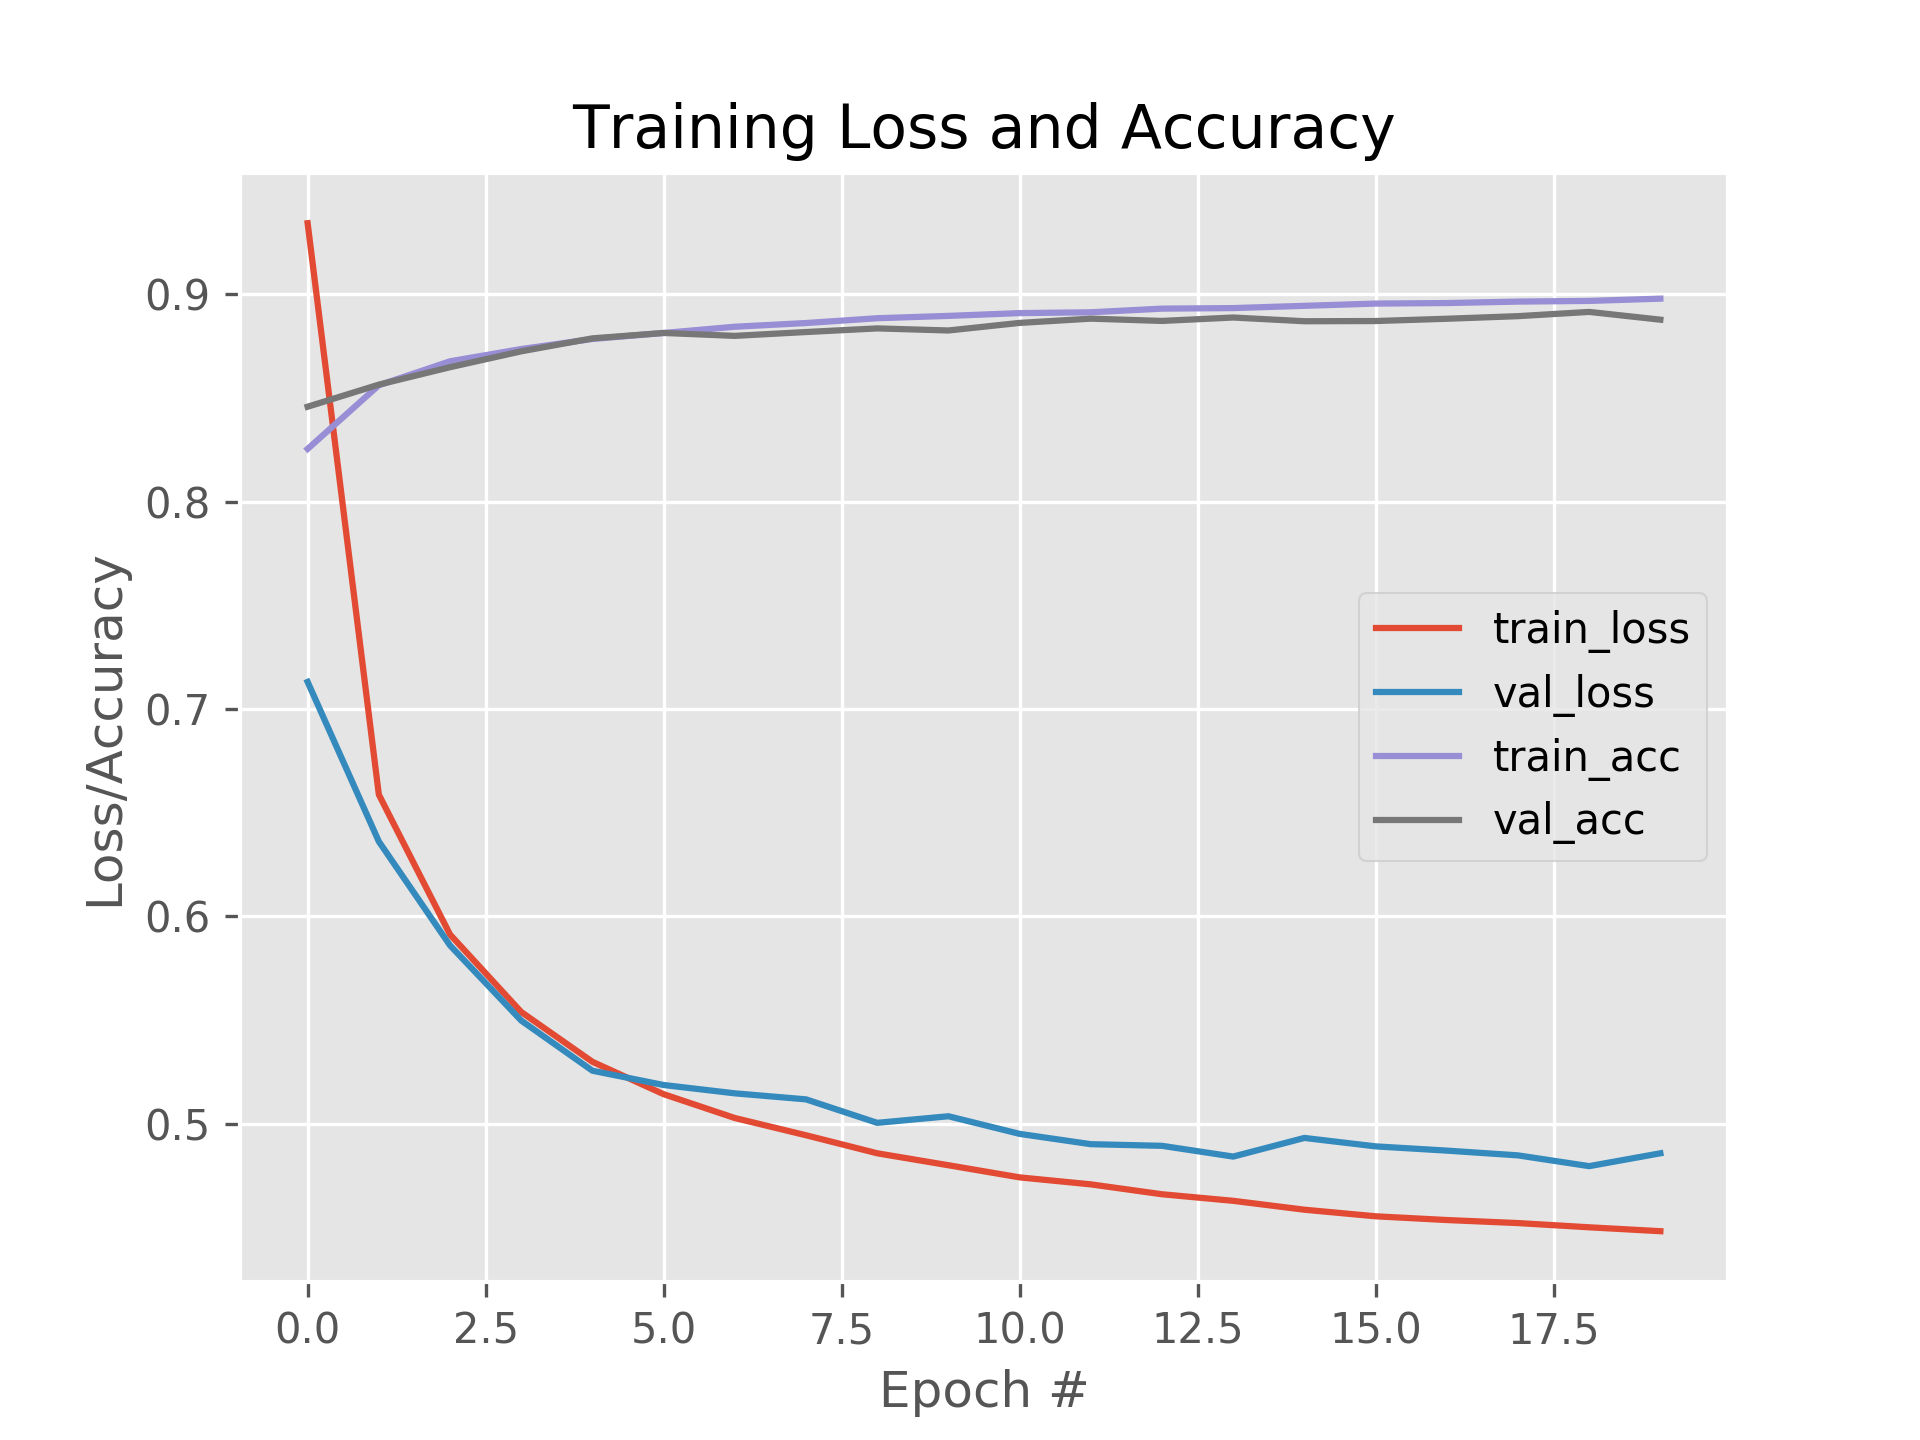 Training Loss and Accuracy
Loss/Accuracy
0.9
0.8
0.7
0.6
0.5
train_loss
val_loss
train_acc
val_acc
0.0 2.5 5.0 7.5 10.0 12.5 15.0 17.5
Epoch #